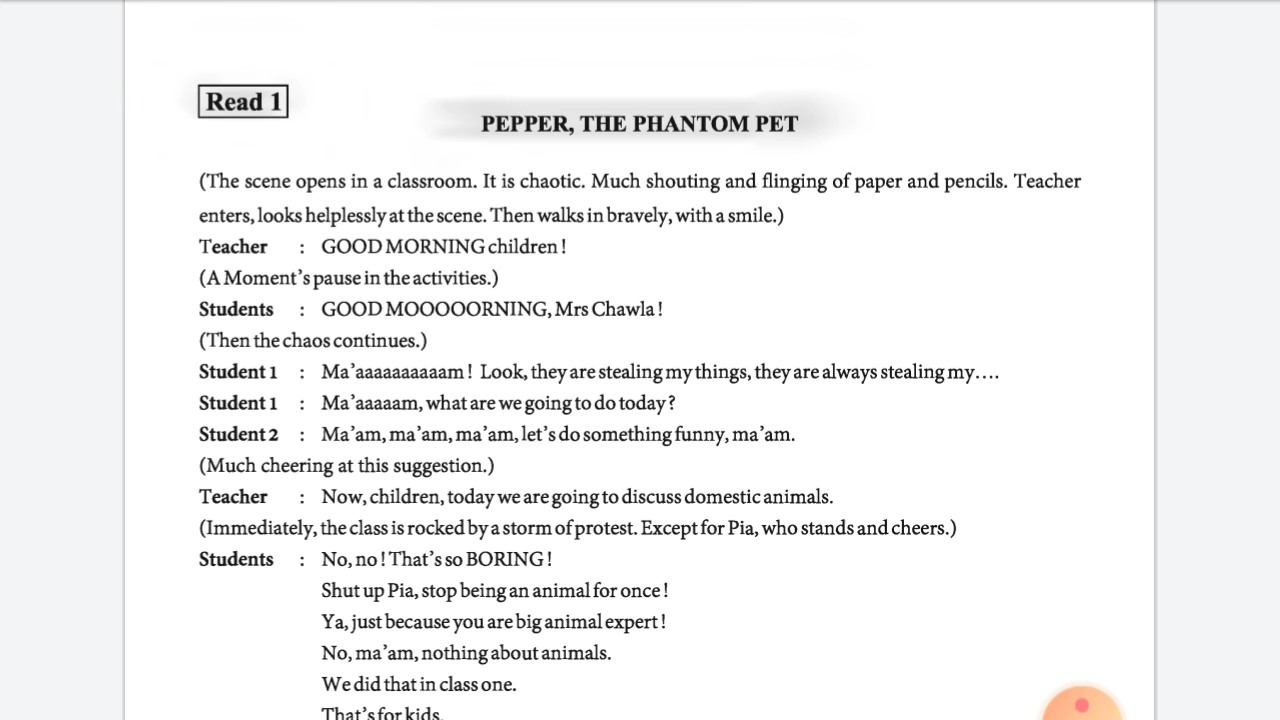 Read 1
PEPPER, THE PHANTOM PET
(The scene opens in a classroom. It is chaotic. Much shouting and flinging of paper and pencils. Teacher
enters, looks helplessly at the scene. Then walks in bravely, with a smile.)
Teacher : GOOD MORNING children !
(A Moment’s pause in the activities.)
Students : GOOD MOOOOORNING, Mrs Chawla !
(Then the chaos continues.)
Student 1 : Ma’aaaaaaaaaam ! Look, they are stealing my things, they are always stealing my....
Student 1 : Ma’aaaaam, what are we going to do today ?
Student 2 : Ma’am, ma’am, ma’am, let’s do something funny, ma’am.
(Much cheering at this suggestion.)
Teacher : Now, children, today we are going to discuss domestic animals.
(Immediately, the class is rocked by a storm of protest. Except for Pia, who stands and cheers.)
Students : No, no ! That’s so BORING !
Shut up Pia, stop being an animal for once !
Ya, just because you are big animal expert !
No, ma’am, nothing about animals.
We did that in class one.
That’s for kids.